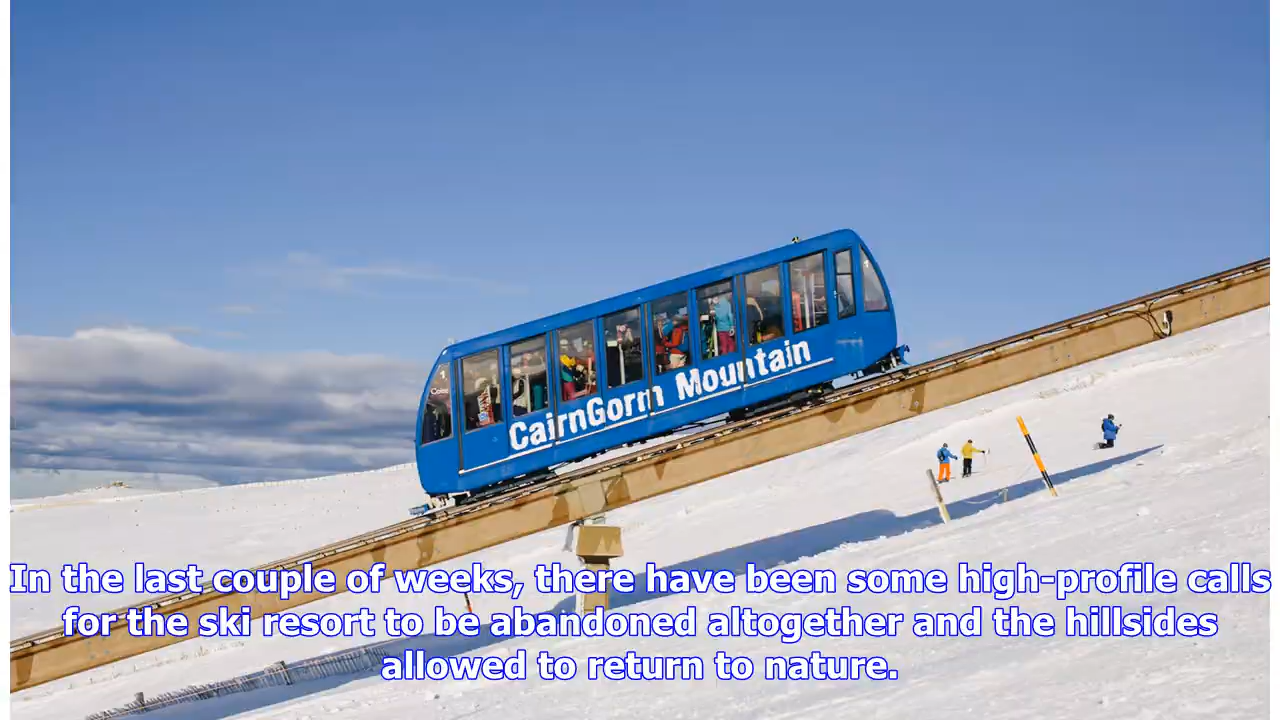 1
CairnGorm Mountain
In the last couple of weeks, there have been some high-profile calls
for the ski resort to be abandoned altogether and the hillsides
allowed to return to nature.